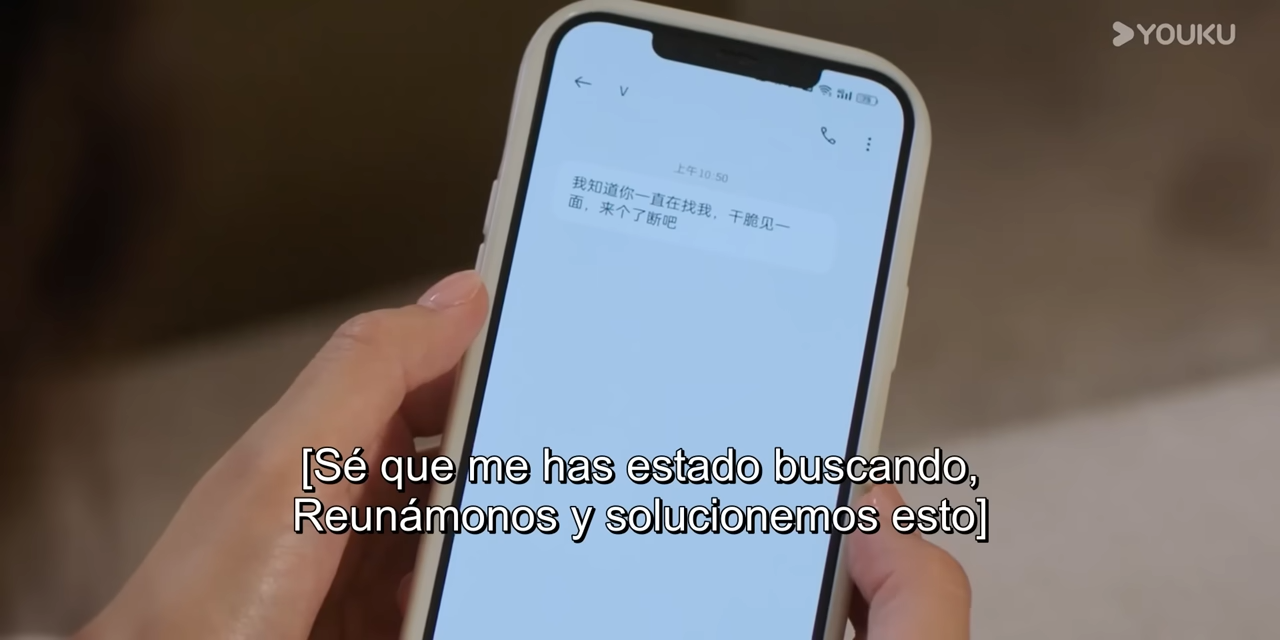 YOUKU
V
上午10:50
我知道你一直在找我，干脆见一
面，来个了断吧
[Sé que me has estado buscando,
Reunámonos y solucionemos esto]